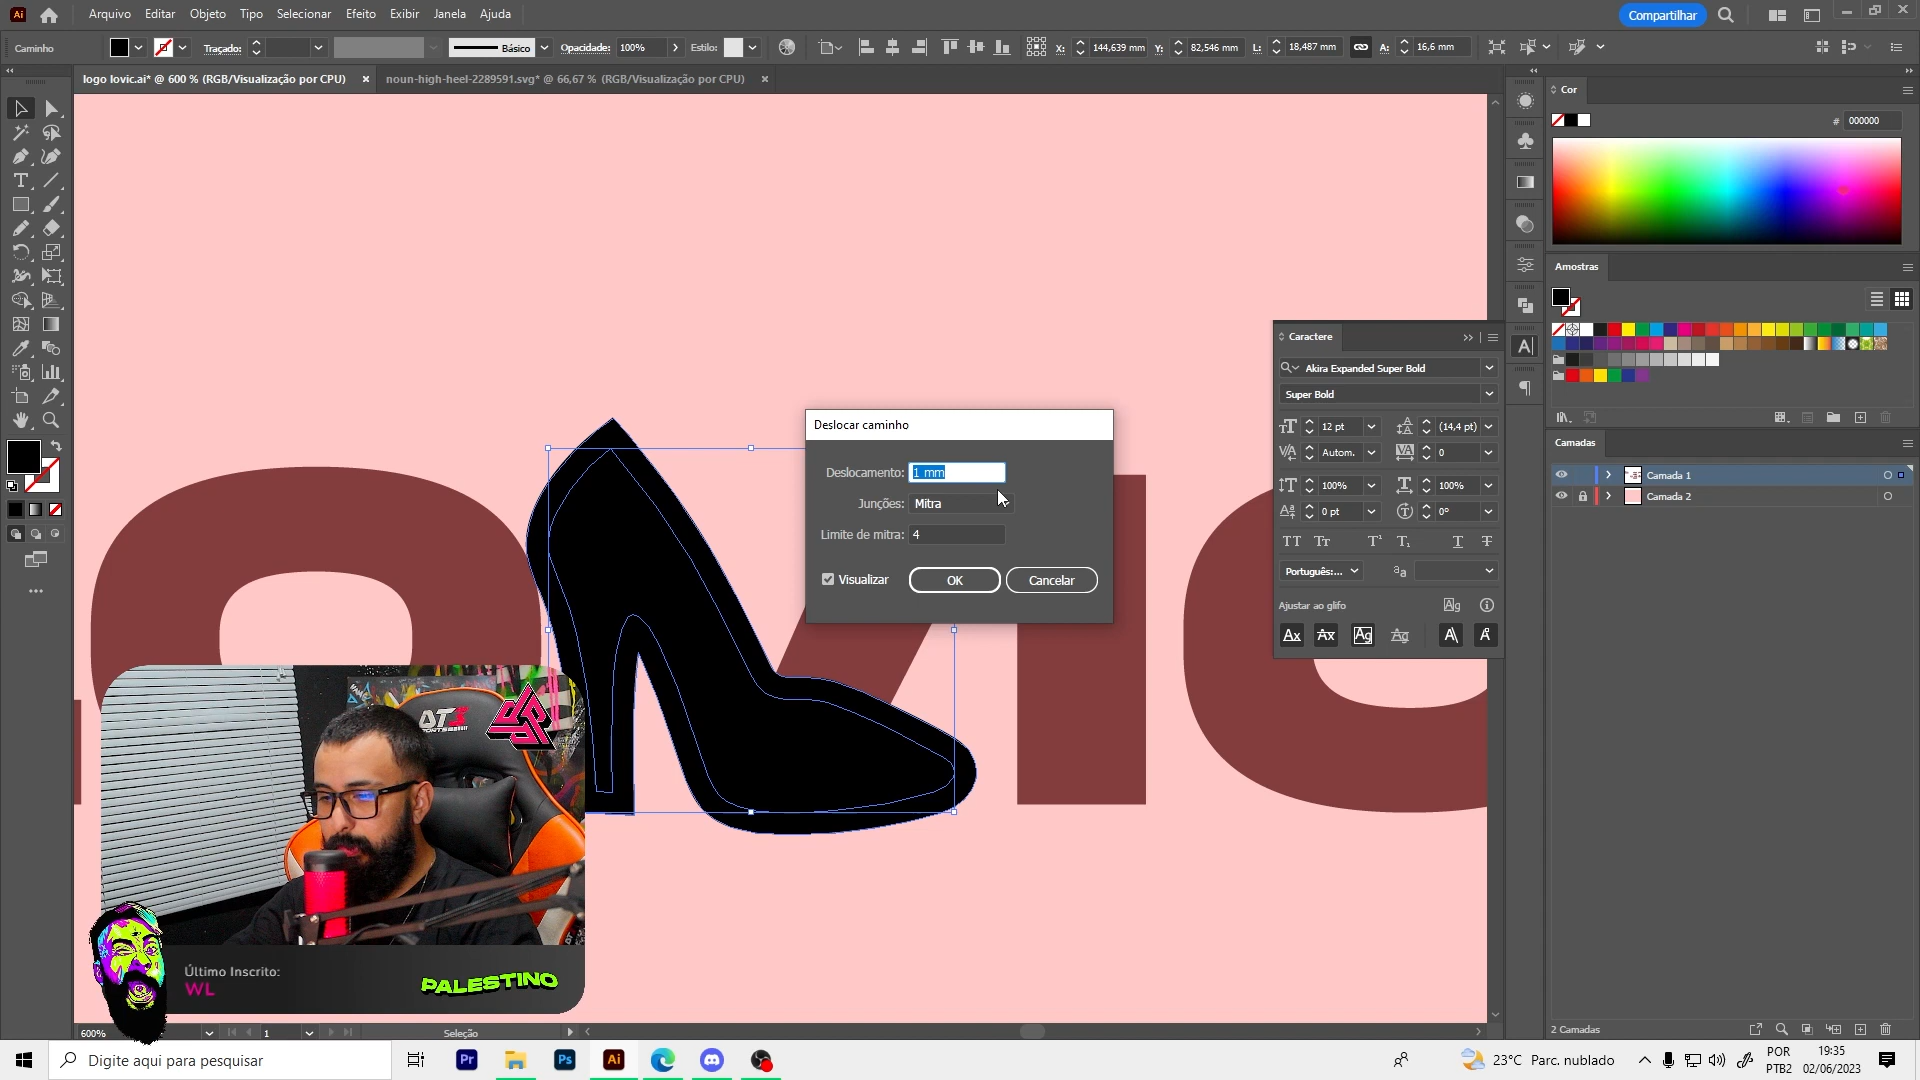 Ai Arquivo Editar Objeto Tipo Selecionar Efeito Exibir Janela Ajuda Compartilhar
Caminho Traçado: Básico Opacidade: 100% Estilo: X: 144,639 mm Y: 82,546 mm L: 18,487 mm A: 16,6 mm
logo lovic.ai* @ 600 % (RGB/Visualização por CPU) × noun-high-heel-2289591.svg* @ 66,67 % (RGB/Visualização por CPU) ×
Cor
# 000000
Amostras
Caractere
Akira Expanded Super Bold
Super Bold
12 pt (14,4 pt)
Autom. 0
100% 100%
0 pt 0°
Português:...
Ajustar ao glifo
Deslocar caminho
Deslocamento: 1 mm
Junções: Mitra
Limite de mitra: 4
Visualizar OK Cancelar
Camadas
Camada 1
Camada 2
2 Camadas
DT3
SPORTS
Último Inscrito:
WL
PALESTINO
600% 1 Seleção
Digite aqui para pesquisar
Pr Ps Ai
23°C Parc. nublado
POR
PTB2
19:35
02/06/2023